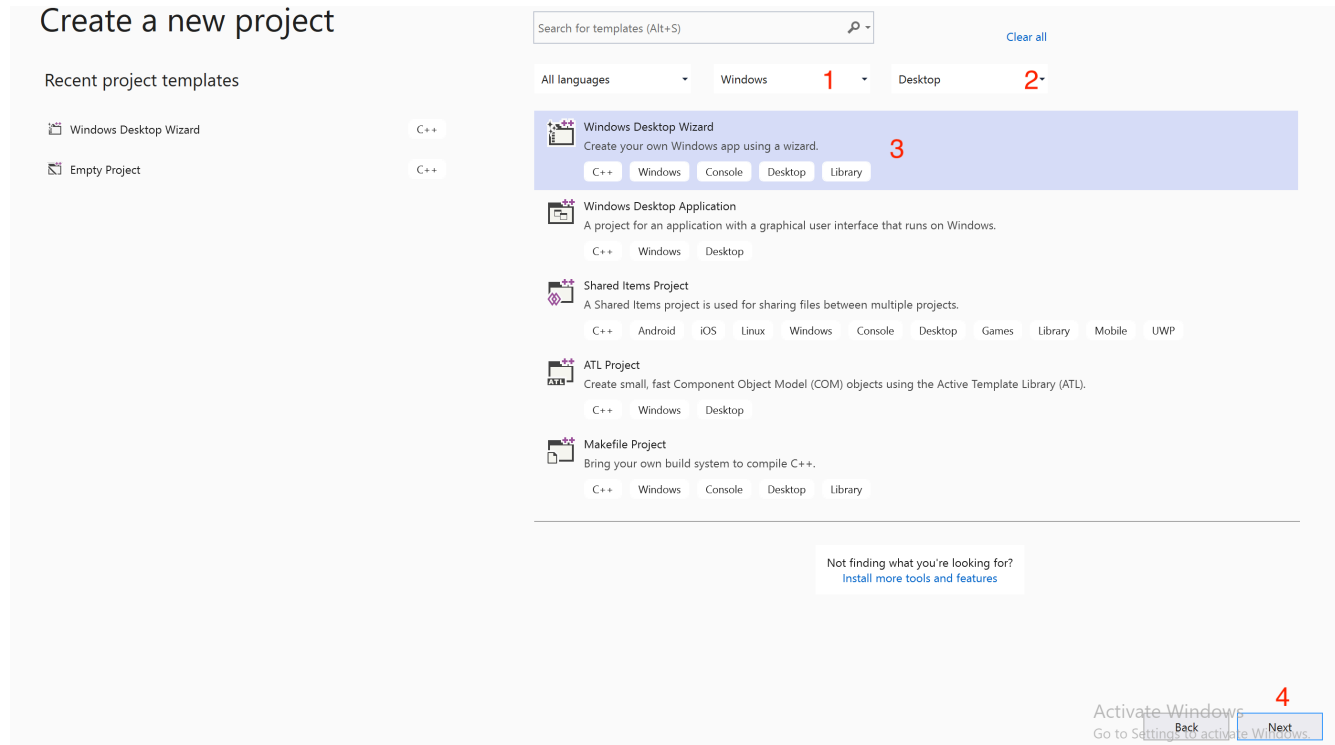 Create a new project
Search for templates (Alt+S)
Clear all
Recent project templates
All languages
Windows 1
Desktop 2
Windows Desktop Wizard C++
Empty Project C++
Windows Desktop Wizard
Create your own Windows app using a wizard. 3
C++ Windows Console Desktop Library
Windows Desktop Application
A project for an application with a graphical user interface that runs on Windows.
C++ Windows Desktop
Shared Items Project
A Shared Items project is used for sharing files between multiple projects.
C++ Android iOS Linux Windows Console Desktop Games Library Mobile UWP
ATL Project
Create small, fast Component Object Model (COM) objects using the Active Template Library (ATL).
ATL
C++ Windows Desktop
Makefile Project
Bring your own build system to compile C++.
C++ Windows Console Desktop Library
Not finding what you're looking for?
Install more tools and features
4
Activate Windows
Go to Settings to activate Windows.
Back
Next